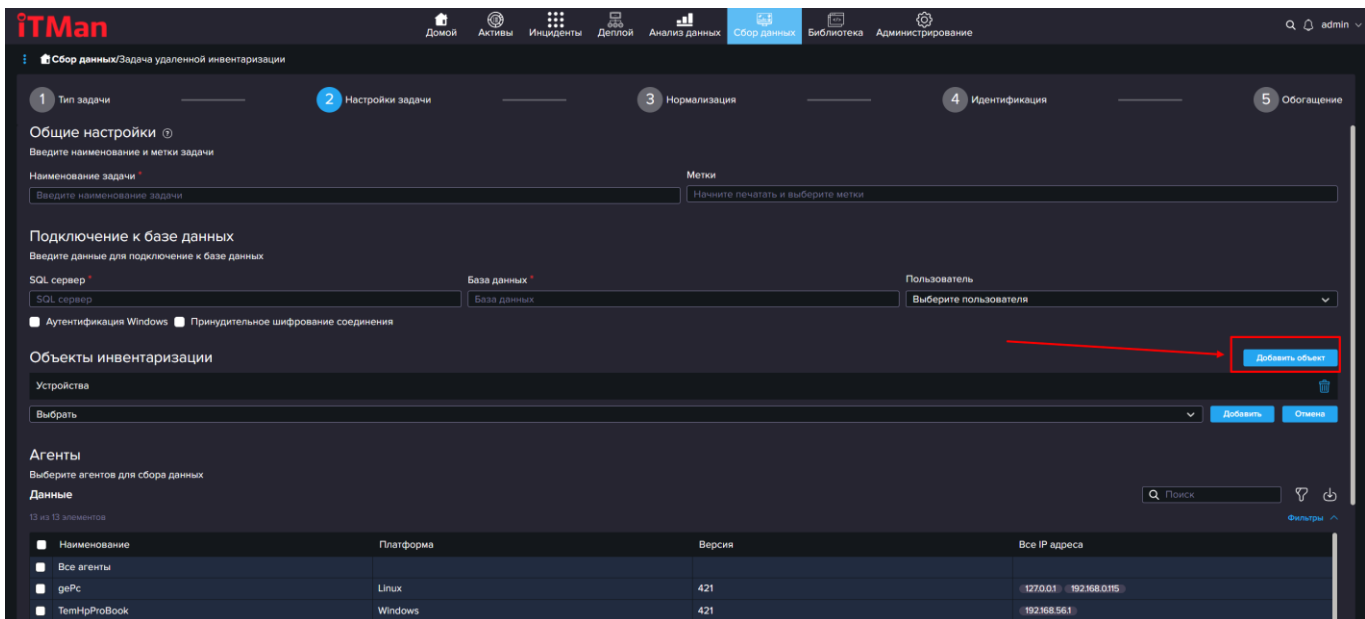 iTMan
Домой Активы Инциденты Деплой Анализ данных Сбор данных Библиотека Администрирование admin
Сбор данных/Задача удаленной инвентаризации
1 Тип задачи 2 Настройки задачи 3 Нормализация 4 Идентификация 5 Обогащение
Общие настройки
Введите наименование и метки задачи
Наименование задачи * Метки
Введите наименование задачи Начните печатать и выберите метки
Подключение к базе данных
Введите данные для подключение к базе данных
SQL сервер * База данных * Пользователь
SQL сервер База данных Выберите пользователя
Аутентификация Windows Принудительное шифрование соединения
Объекты инвентаризации Добавить объект
Устройства
Выбрать Добавить Отмена
Агенты
Выберите агентов для сбора данных
Данные Поиск
13 из 13 элементов Фильтры
Наименование Платформа Версия Все IP адреса
Все агенты
gePc Linux 421 127.0.0.1 192.168.0.115
TemHpProBook Windows 421 192.168.56.1